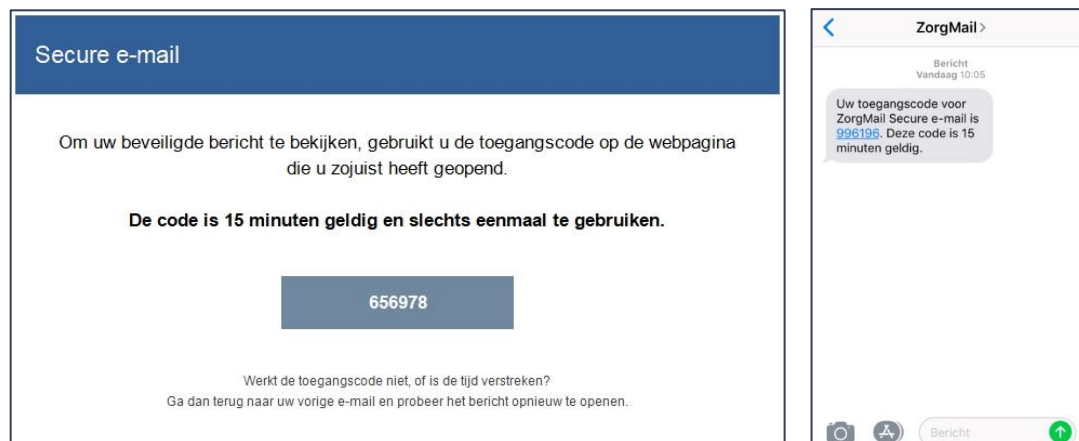 Secure e-mail
Om uw beveiligde bericht te bekijken, gebruikt u de toegangscode op de webpagina
die u zojuist heeft geopend.
De code is 15 minuten geldig en slechts eenmaal te gebruiken.
656978
Werkt de toegangscode niet, of is de tijd verstreken?
Ga dan terug naar uw vorige e-mail en probeer het bericht opnieuw te openen.
ZorgMail
Bericht
Vandaag 10:05
Uw toegangscode voor
ZorgMail Secure e-mail is
996196. Deze code is 15
minuten geldig.
Bericht